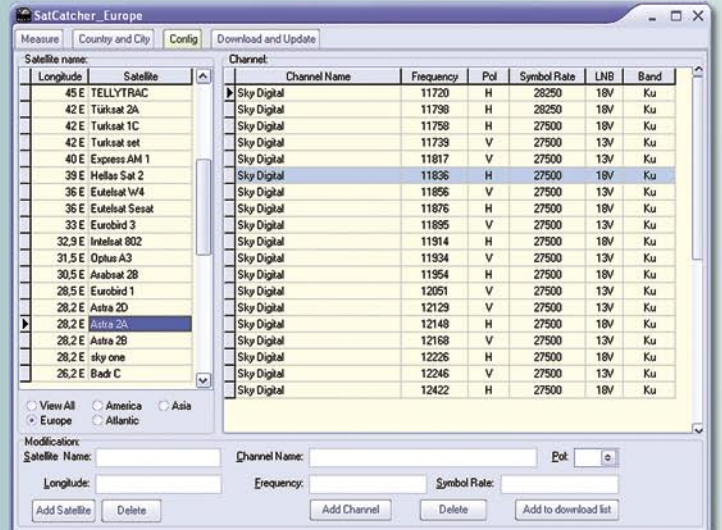 SatCatcher_Europe
Measure Country and City Config Download and Update
Satellite name:
Longitude Satellite
45 E TELLYTRAC
42 E Türksat 2A
42 E Turksat 1C
42 E Turksat set
40 E Express AM 1
39 E Hellas Sat 2
36 E Eutelsat W4
36 E Eutelsat Sesat
33 E Eurobird 3
32,9 E Intelsat 802
31,5 E Optus A3
30,5 E Arabsat 2B
28,5 E Eurobird 1
28,2 E Astra 2D
28,2 E Astra 2A
28,2 E Astra 2B
28,2 E sky one
26,2 E Badr C
View All America Asia
Europe Atlantic
Channel:
Channel Name Frequency Pol Symbol Rate LNB Band
Sky Digital 11720 H 28250 18V Ku
Sky Digital 11798 H 28250 18V Ku
Sky Digital 11758 H 27500 18V Ku
Sky Digital 11739 V 27500 13V Ku
Sky Digital 11817 V 27500 13V Ku
Sky Digital 11836 H 27500 18V Ku
Sky Digital 11856 V 27500 13V Ku
Sky Digital 11876 H 27500 18V Ku
Sky Digital 11895 V 27500 13V Ku
Sky Digital 11914 H 27500 18V Ku
Sky Digital 11934 V 27500 13V Ku
Sky Digital 11954 H 27500 18V Ku
Sky Digital 12051 V 27500 13V Ku
Sky Digital 12129 V 27500 13V Ku
Sky Digital 12148 H 27500 18V Ku
Sky Digital 12168 V 27500 13V Ku
Sky Digital 12226 H 27500 18V Ku
Sky Digital 12246 V 27500 13V Ku
Sky Digital 12422 H 27500 18V Ku
Modification:
Satellite Name: Channel Name: Pol:
Longitude: Frequency: Symbol Rate:
Add Satellite Delete Add Channel Delete Add to download list